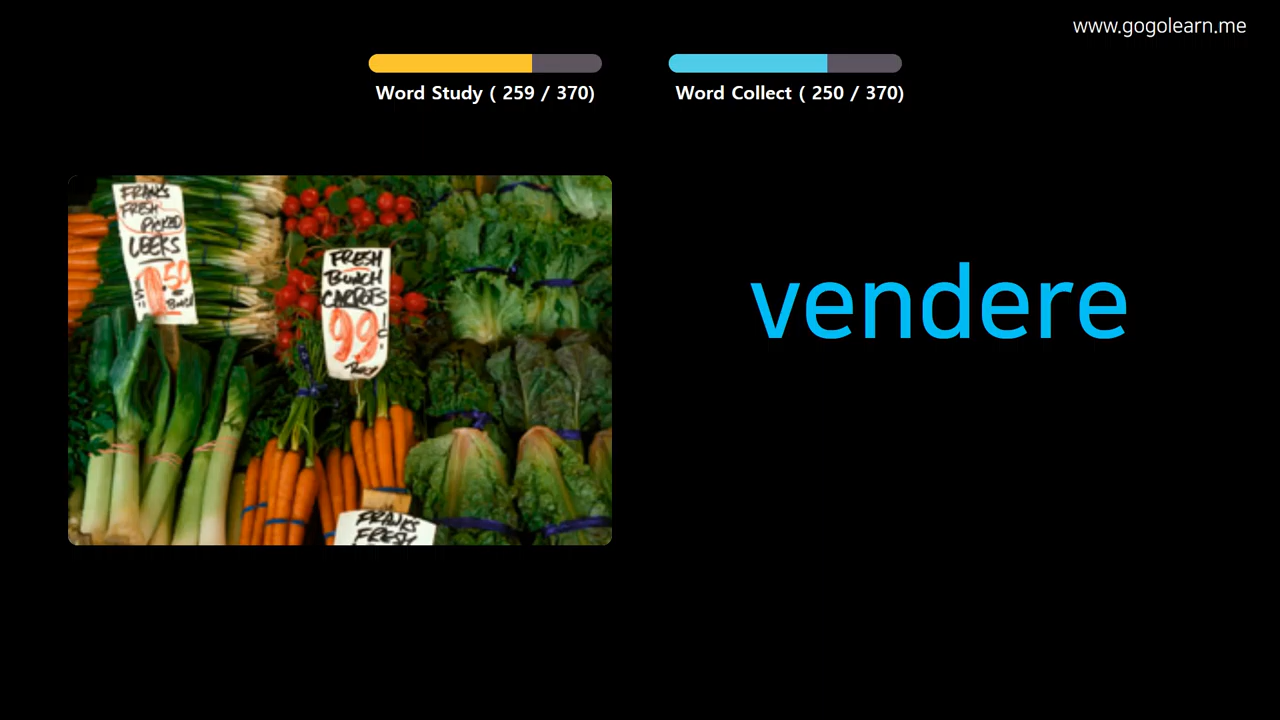 www.gogolearn.me
Word Study ( 259 / 370)
Word Collect ( 250 / 370)
FRANK'S
FRESH
PICKED
LEEKS
FRESH
BUNCH
CARROTS
99¢
vendere
FRANKS
FRESH